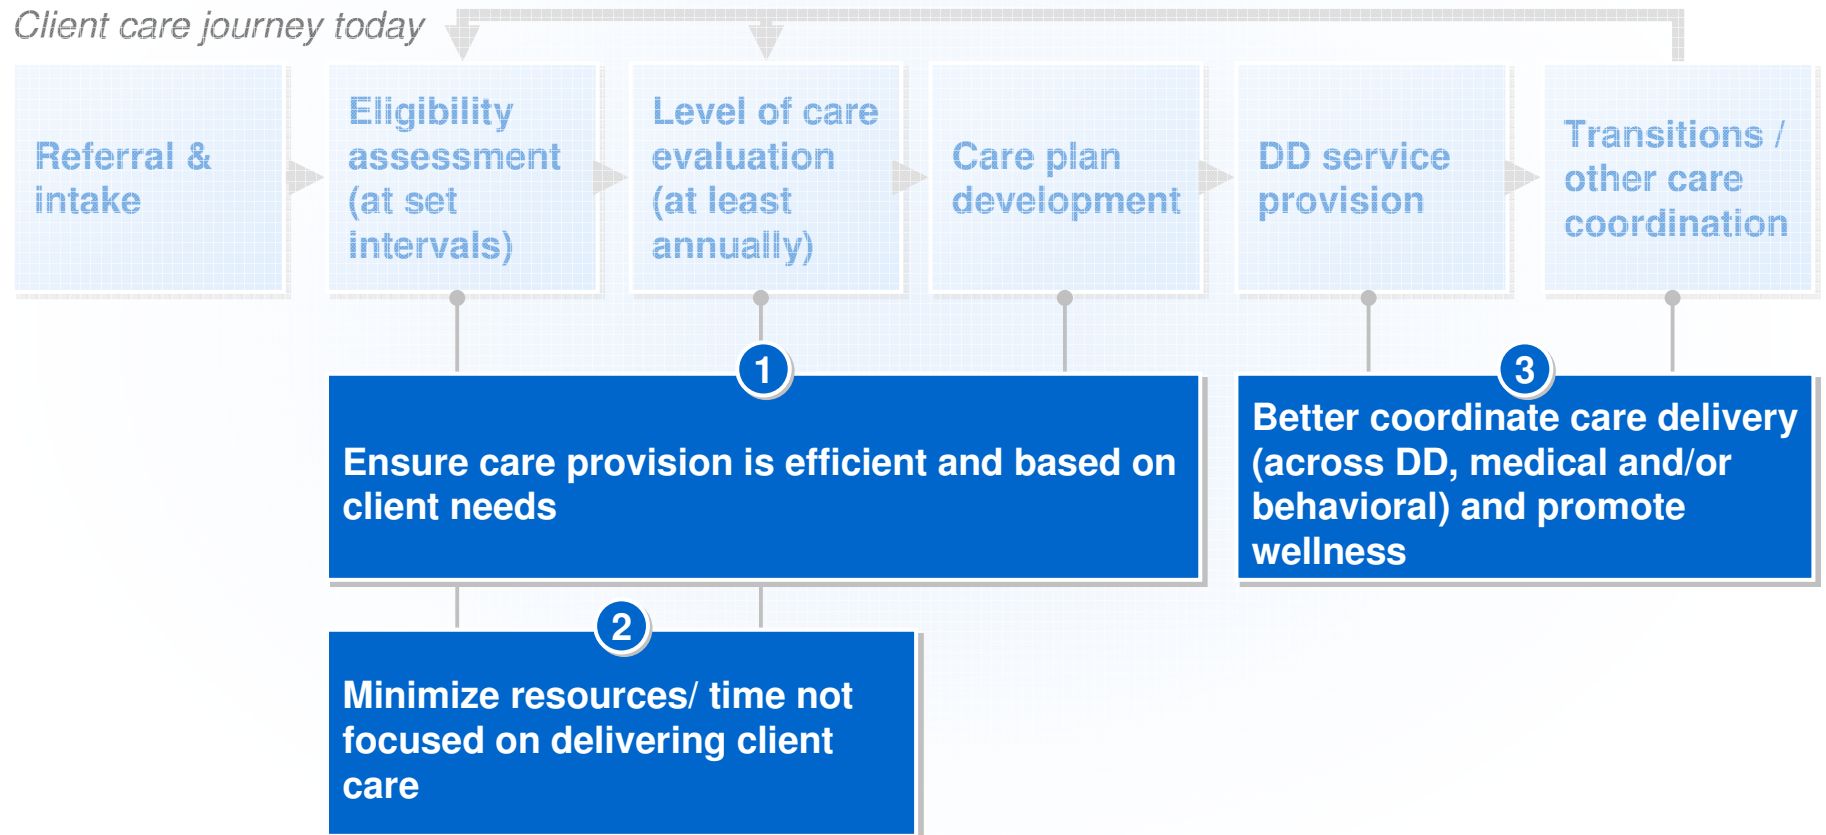 Client care journey today
Referral &
intake
Eligibility
assessment
(at set
intervals)
Level of care
evaluation
(at least
annually)
Care plan
development
DD service
provision
Transitions /
other care
coordination
1
Ensure care provision is efficient and based on
client needs
3
Better coordinate care delivery
(across DD, medical and/or
behavioral) and promote
wellness
2
Minimize resources/ time not
focused on delivering client
care